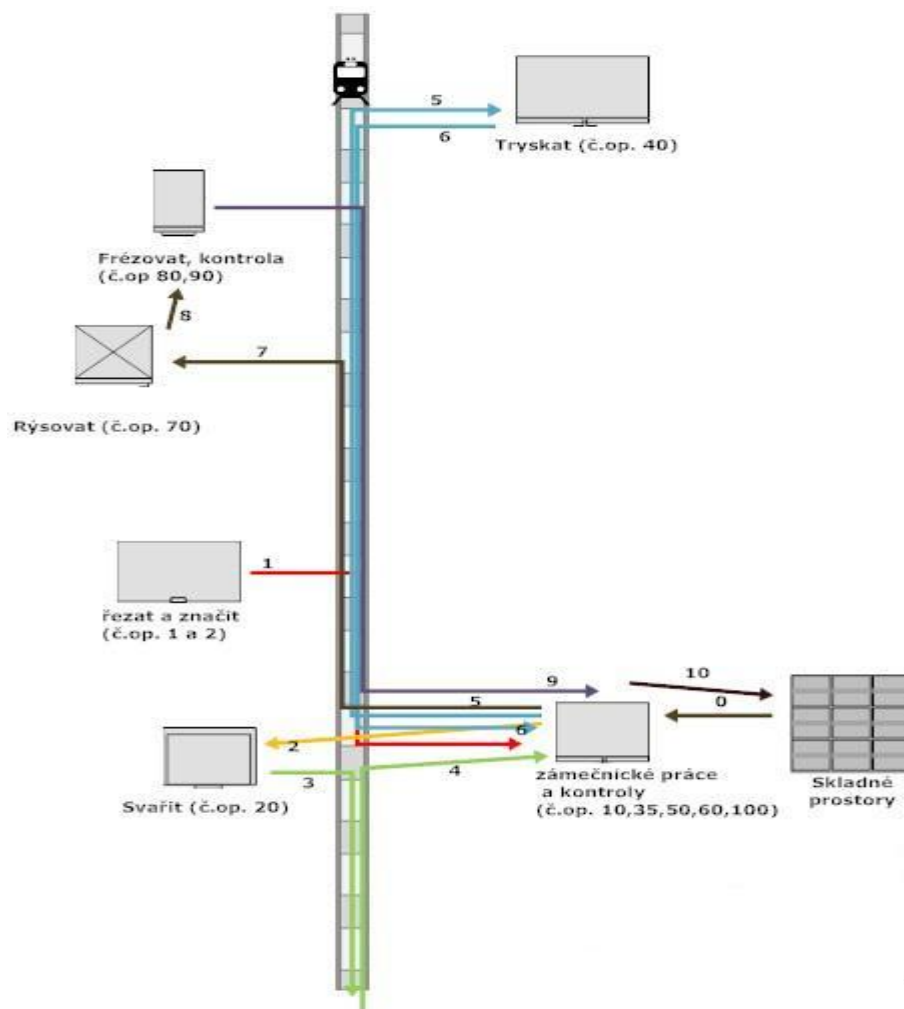 5
6
Tryskat (č.op. 40)
Frézovat, kontrola
(č.op 80,90)
8
7
Rýsovat (č.op. 70)
1
řezat a značit
(č.op. 1 a 2)
9
10
5
0
6
2
3
4
Svařit (č.op. 20)
zámečnické práce
a kontroly
(č.op. 10,35,50,60,100)
Skladné
prostory